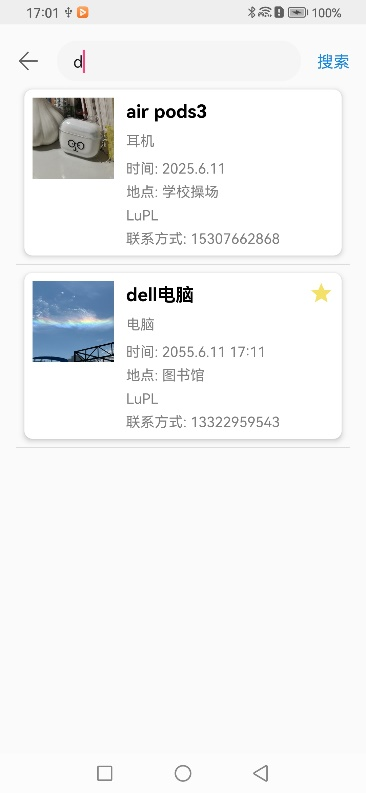 17:01
100%
d
搜索
air pods3
耳机
时间: 2025.6.11
地点: 学校操场
LuPL
联系方式: 15307662868
dell电脑
电脑
时间: 2055.6.11 17:11
地点: 图书馆
LuPL
联系方式: 13322959543